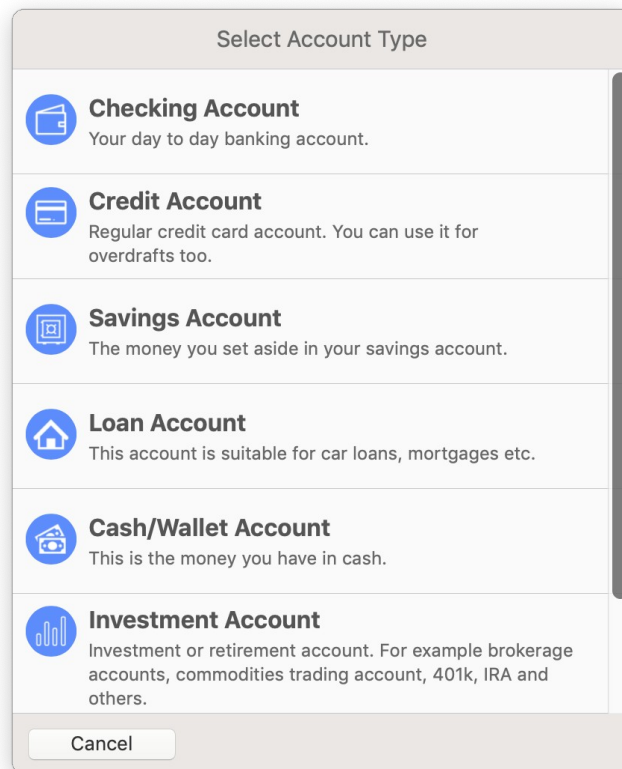 Select Account Type
Checking Account
Your day to day banking account.
Credit Account
Regular credit card account. You can use it for
overdrafts too.
Savings Account
The money you set aside in your savings account.
Loan Account
This account is suitable for car loans, mortgages etc.
Cash/Wallet Account
This is the money you have in cash.
Investment Account
Investment or retirement account. For example brokerage
accounts, commodities trading account, 401k, IRA and
others.
Cancel